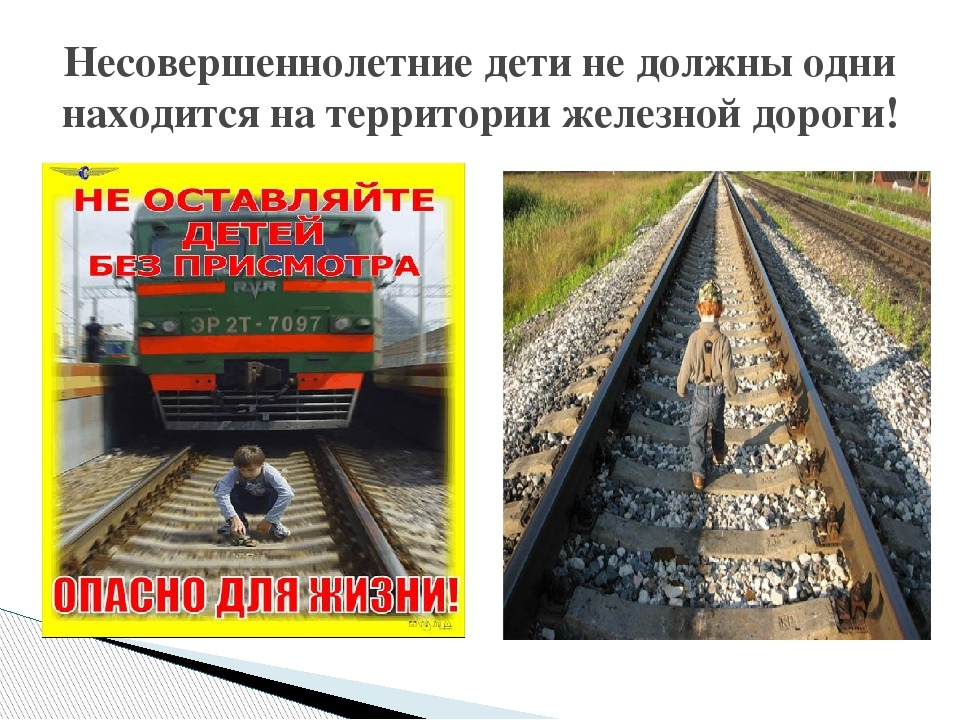 Несовершеннолетние дети не должны одни
находится на территории железной дороги!
НЕ ОСТАВЛЯЙТЕ
ДЕТЕЙ
БЕЗ ПРИСМОТРА
RVR
ЭР 2Т-7097
ОПАСНО ДЛЯ ЖИЗНИ!